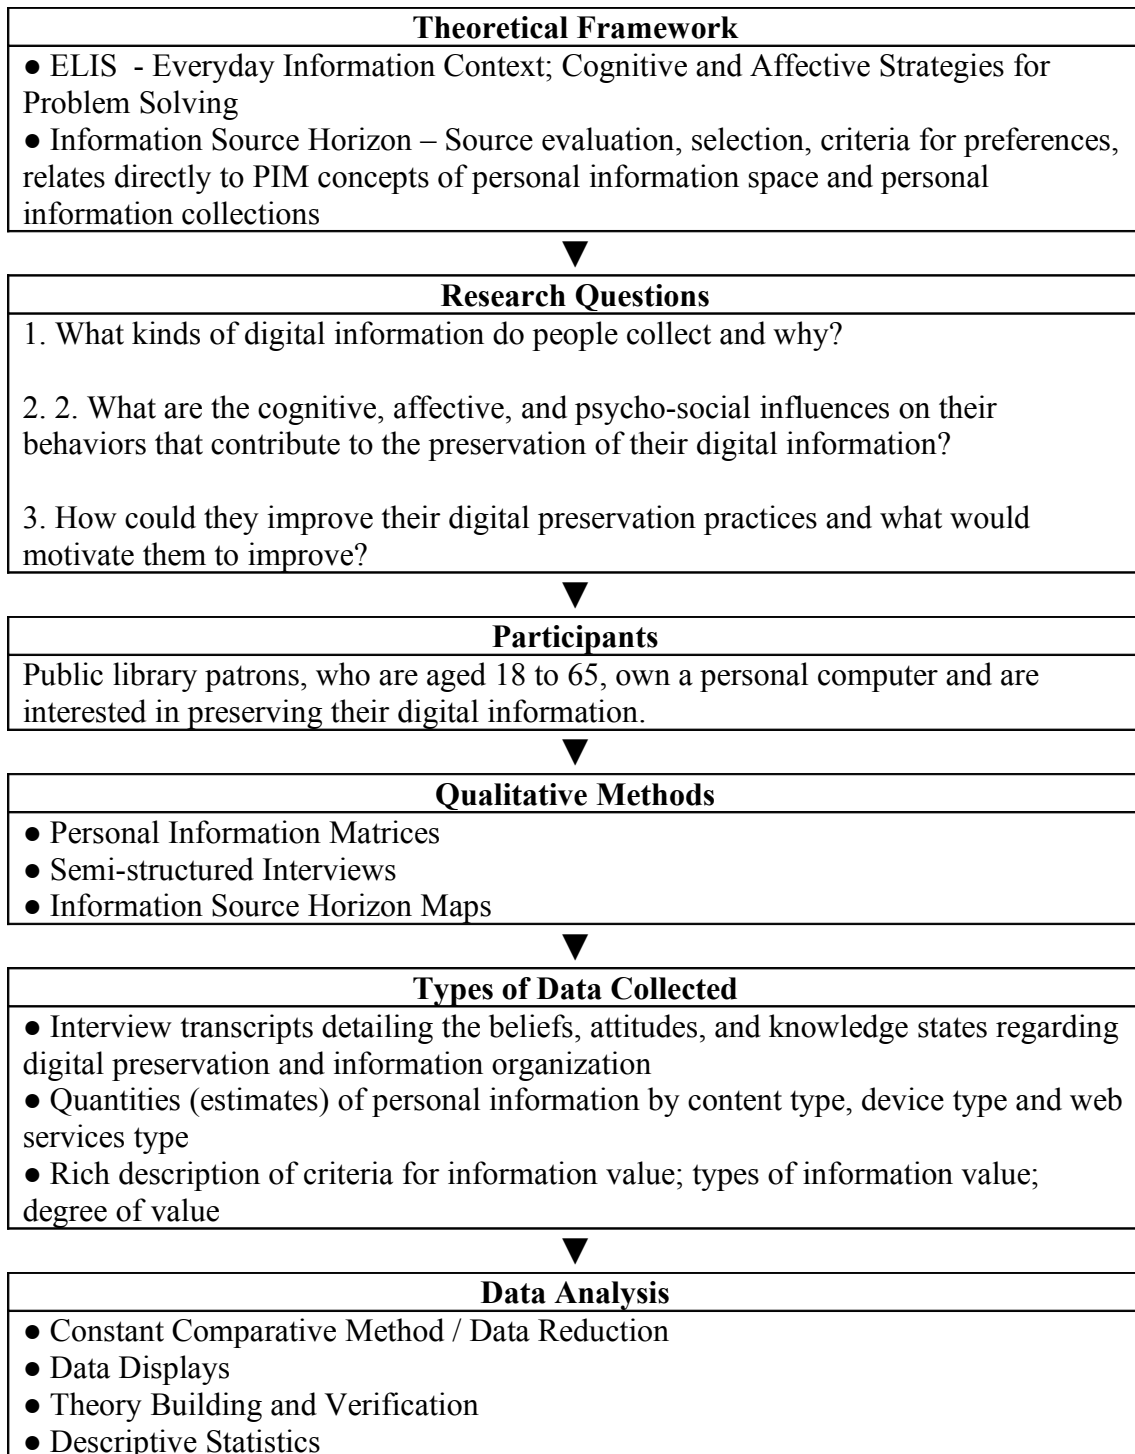 Theoretical Framework
● ELIS  - Everyday Information Context; Cognitive and Affective Strategies for
Problem Solving
● Information Source Horizon – Source evaluation, selection, criteria for preferences,
relates directly to PIM concepts of personal information space and personal
information collections
▼
Research Questions
1. What kinds of digital information do people collect and why?
2. 2. What are the cognitive, affective, and psycho-social influences on their
behaviors that contribute to the preservation of their digital information?
3. How could they improve their digital preservation practices and what would
motivate them to improve?
▼
Participants
Public library patrons, who are aged 18 to 65, own a personal computer and are
interested in preserving their digital information.
▼
Qualitative Methods
● Personal Information Matrices
● Semi-structured Interviews
● Information Source Horizon Maps
▼
Types of Data Collected
● Interview transcripts detailing the beliefs, attitudes, and knowledge states regarding
digital preservation and information organization
● Quantities (estimates) of personal information by content type, device type and web
services type
● Rich description of criteria for information value; types of information value;
degree of value
▼
Data Analysis
● Constant Comparative Method / Data Reduction
● Data Displays
● Theory Building and Verification
● Descriptive Statistics